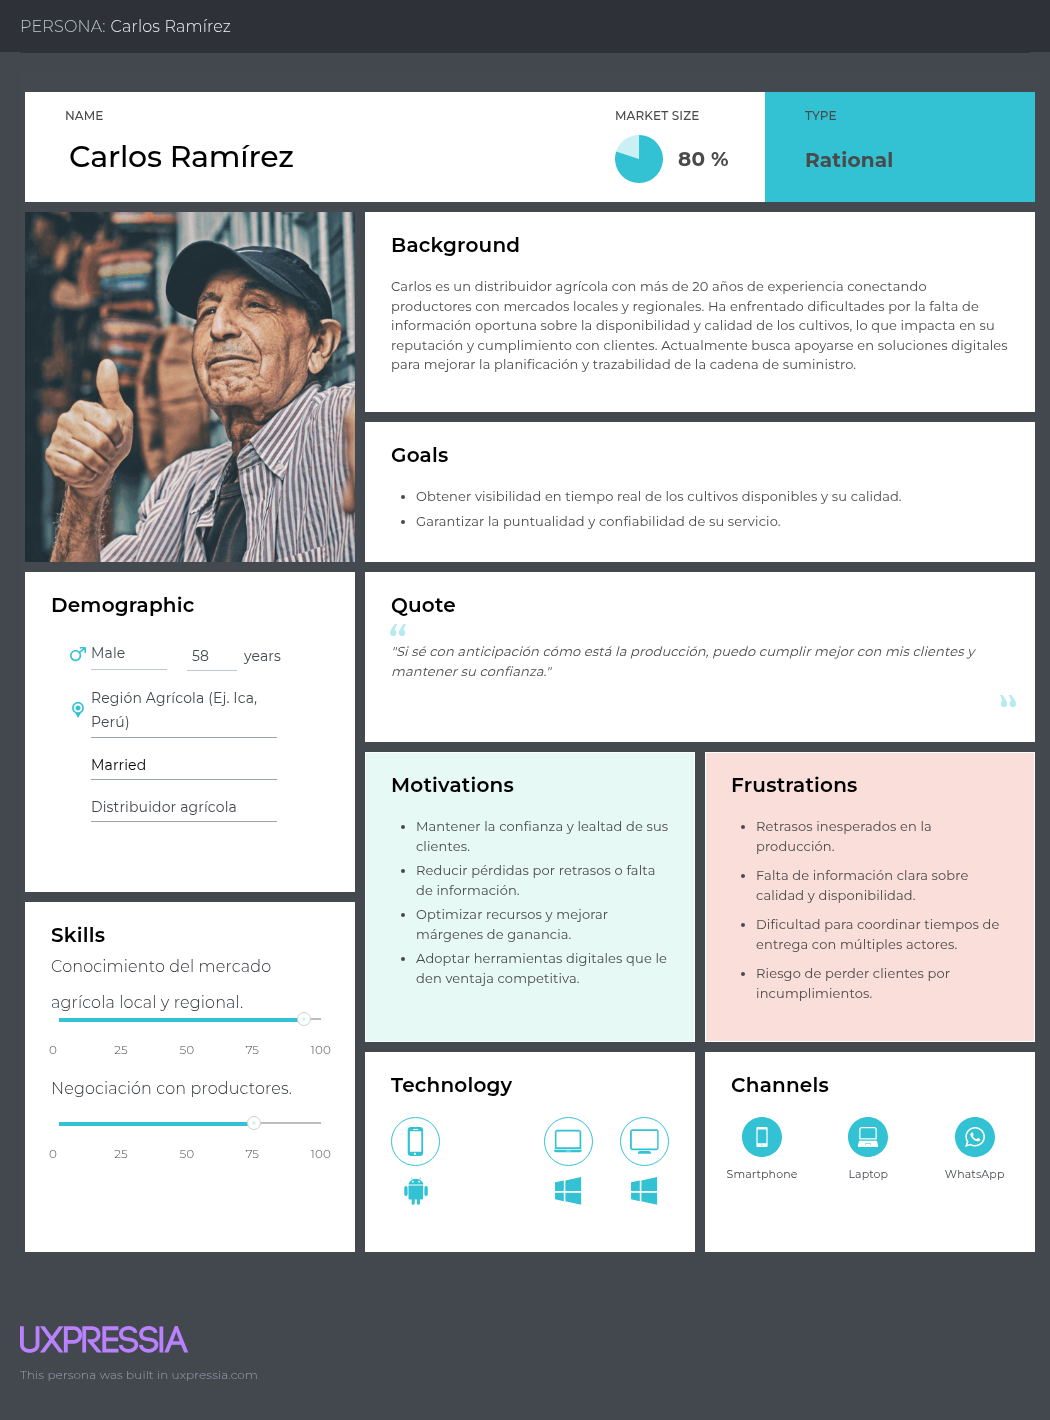 PERSONA: Carlos Ramírez
NAME
Carlos Ramírez
MARKET SIZE
80 %
TYPE
Rational
Background
Carlos es un distribuidor agrícola con más de 20 años de experiencia conectando
productores con mercados locales y regionales. Ha enfrentado dificultades por la falta de
información oportuna sobre la disponibilidad y calidad de los cultivos, lo que impacta en su
reputación y cumplimiento con clientes. Actualmente busca apoyarse en soluciones digitales
para mejorar la planificación y trazabilidad de la cadena de suministro.
Goals
• Obtener visibilidad en tiempo real de los cultivos disponibles y su calidad.
• Garantizar la puntualidad y confiabilidad de su servicio.
Demographic
Male
58 years
Región Agrícola (Ej. Ica,
Perú)
Married
Distribuidor agrícola
Quote
“
"Si sé con anticipación cómo está la producción, puedo cumplir mejor con mis clientes y
mantener su confianza."
”
Motivations
• Mantener la confianza y lealtad de sus
clientes.
• Reducir pérdidas por retrasos o falta
de información.
• Optimizar recursos y mejorar
márgenes de ganancia.
• Adoptar herramientas digitales que le
den ventaja competitiva.
Frustrations
• Retrasos inesperados en la
producción.
• Falta de información clara sobre
calidad y disponibilidad.
• Dificultad para coordinar tiempos de
entrega con múltiples actores.
• Riesgo de perder clientes por
incumplimientos.
Skills
Conocimiento del mercado
agrícola local y regional.
0 25 50 75 100
Negociación con productores.
0 25 50 75 100
Technology
Channels
Smartphone
Laptop
WhatsApp
UXPRESSIA
This persona was built in uxpressia.com